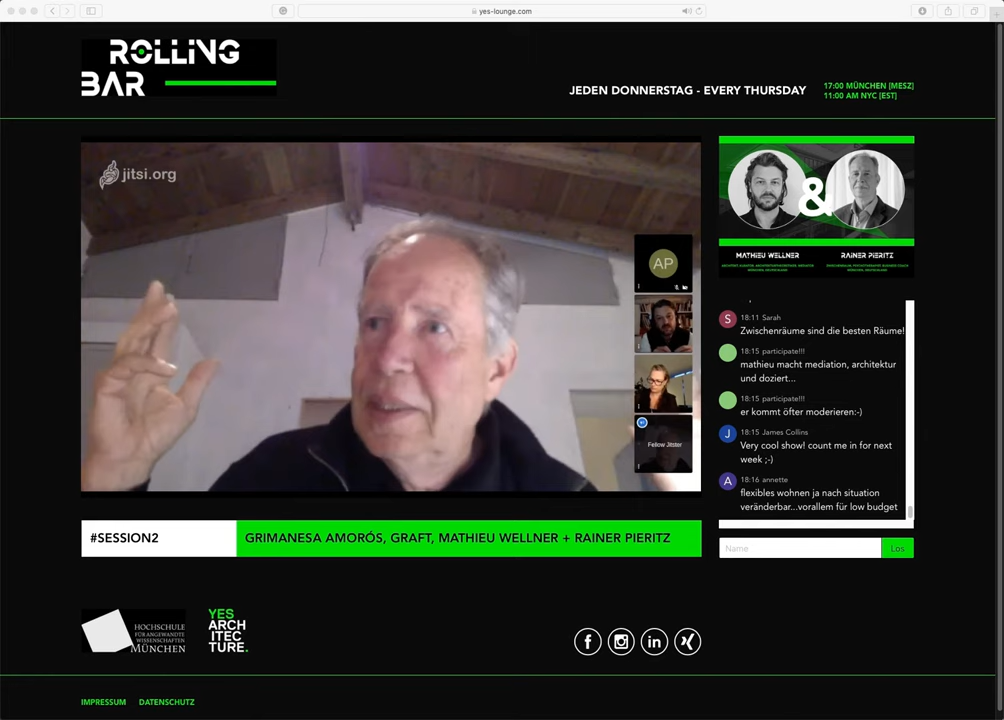 yes-lounge.com
ROLLING
BAR
JEDEN DONNERSTAG - EVERY THURSDAY
17:00 MÜNCHEN [MESZ]
11:00 AM NYC [EST]
jitsi.org
AP
Fellow Jitster
&
MATHIEU WELLNER
RAINER PIERITZ
S
18:11 Sarah
Zwischenräume sind die besten Räume!
18:15 participate!!!
mathieu macht mediation, architektur
und doziert...
18:15 participate!!!
er kommt öfter moderieren:-)
J
18:15 James Collins
Very cool show! count me in for next
week ;-)
A
18:16 annette
flexibles wohnen ja nach situation
veränderbar...vorallem für low budget
Name
Los
#SESSION2
GRIMANESA AMORÓS, GRAFT, MATHIEU WELLNER + RAINER PIERITZ
HOCHSCHULE
FÜR ANGEWANDTE
WISSENSCHAFTEN
MÜNCHEN
YES
ARCH
ITEC
TURE.
f
in
IMPRESSUM
DATENSCHUTZ